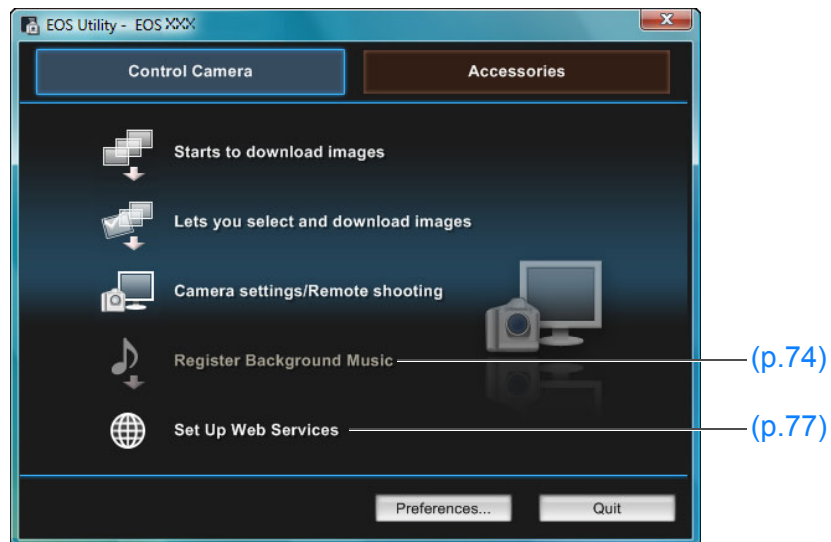 EOS Utility - EOS XXX
Control Camera
Accessories
Starts to download images
Lets you select and download images
Camera settings/Remote shooting
Register Background Music
(p.74)
Set Up Web Services
(p.77)
Preferences...
Quit